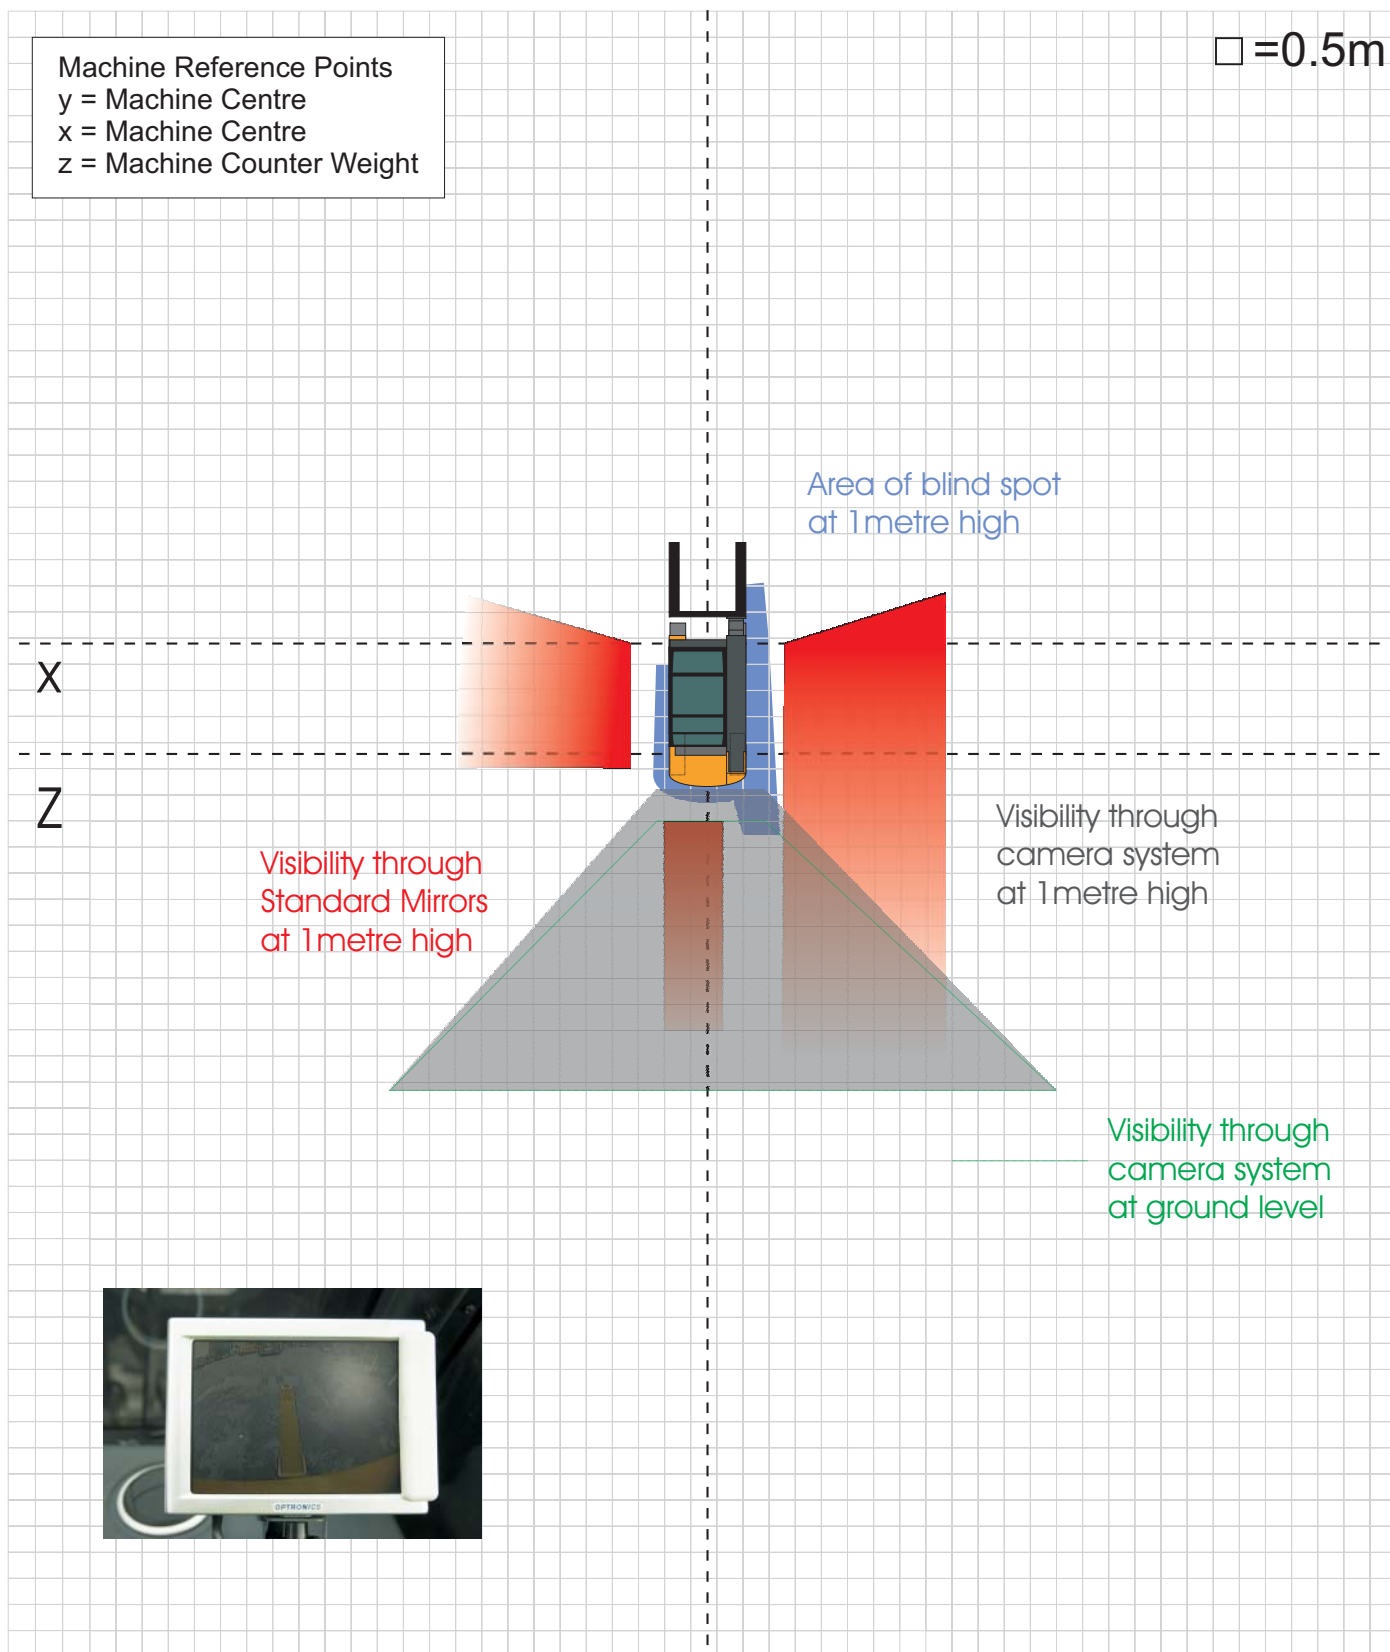 Machine Reference Points
y = Machine Centre
x = Machine Centre
z = Machine Counter Weight
=0.5m
Area of blind spot
at 1metre high
X
Z
Visibility through
camera system
at 1metre high
Visibility through
Standard Mirrors
at 1metre high
Visibility through
camera system
at ground level
OPTRONICS